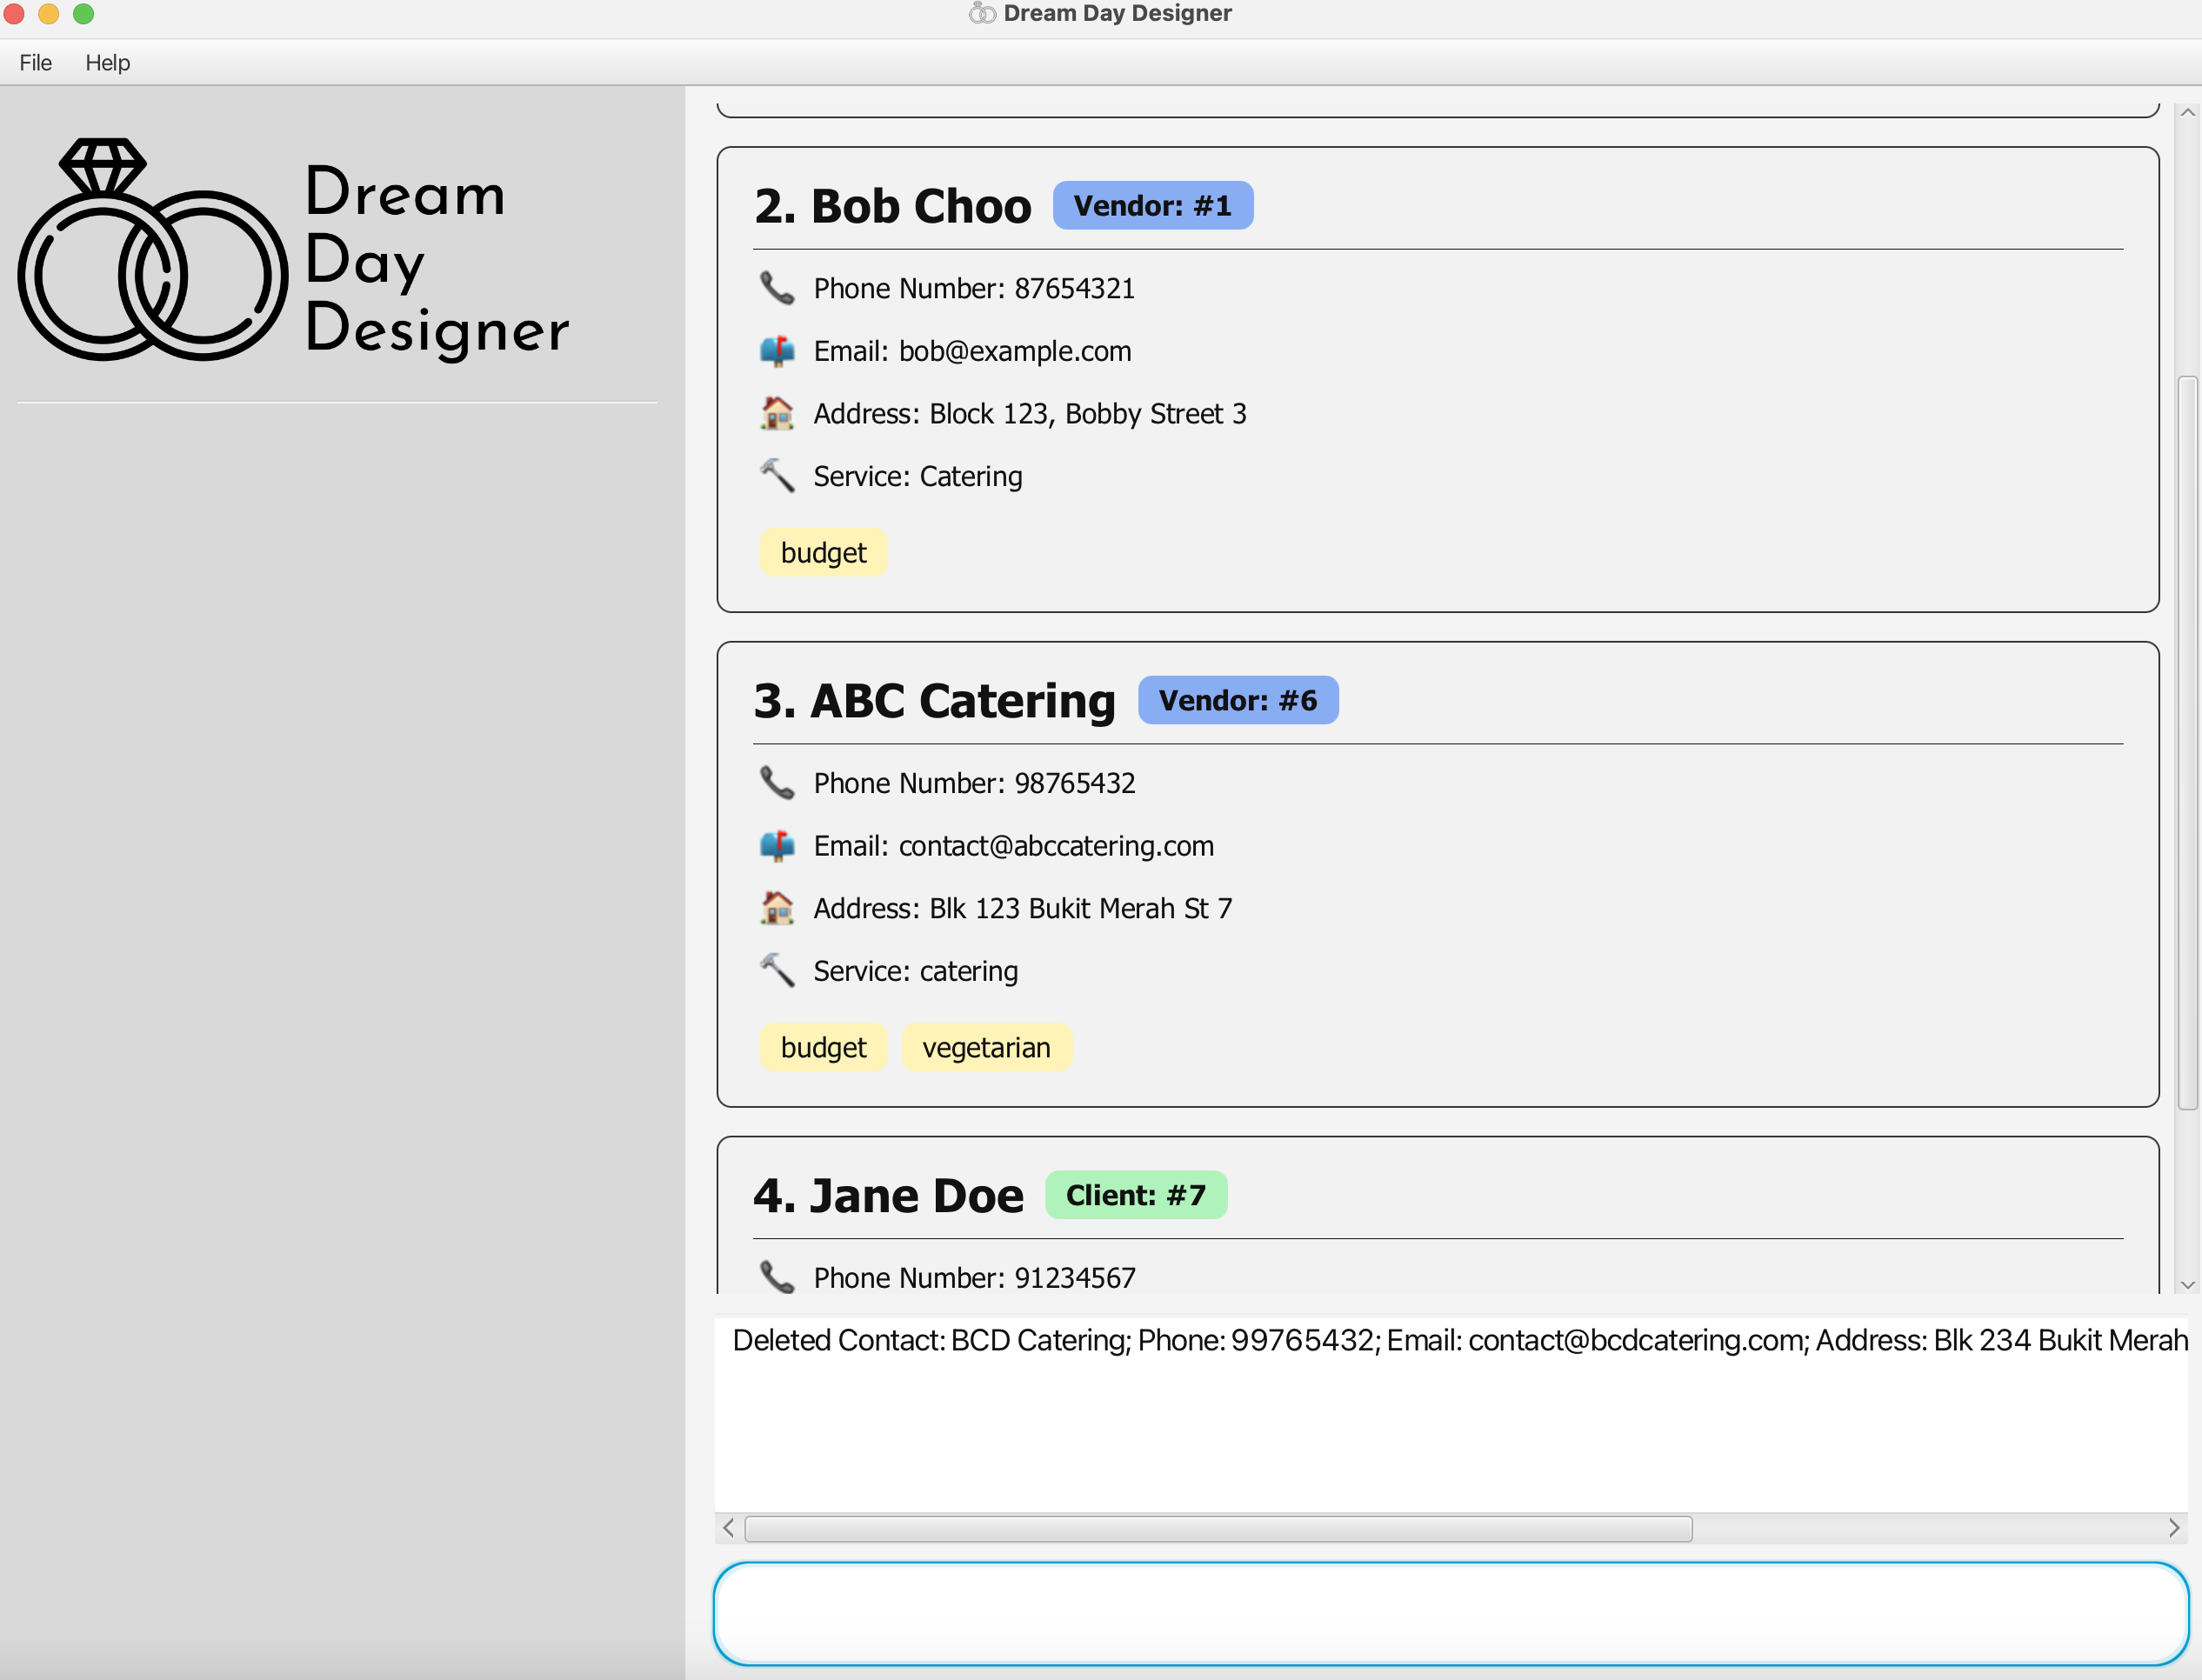 Dream Day Designer
File Help
Dream
Day
Designer
2. Bob Choo Vendor: #1
Phone Number: 87654321
Email: bob@example.com
Address: Block 123, Bobby Street 3
Service: Catering
budget
3. ABC Catering Vendor: #6
Phone Number: 98765432
Email: contact@abccatering.com
Address: Blk 123 Bukit Merah St 7
Service: catering
budget vegetarian
4. Jane Doe Client: #7
Phone Number: 91234567
Deleted Contact: BCD Catering; Phone: 99765432; Email: contact@bcdcatering.com; Address: Blk 234 Bukit Merah